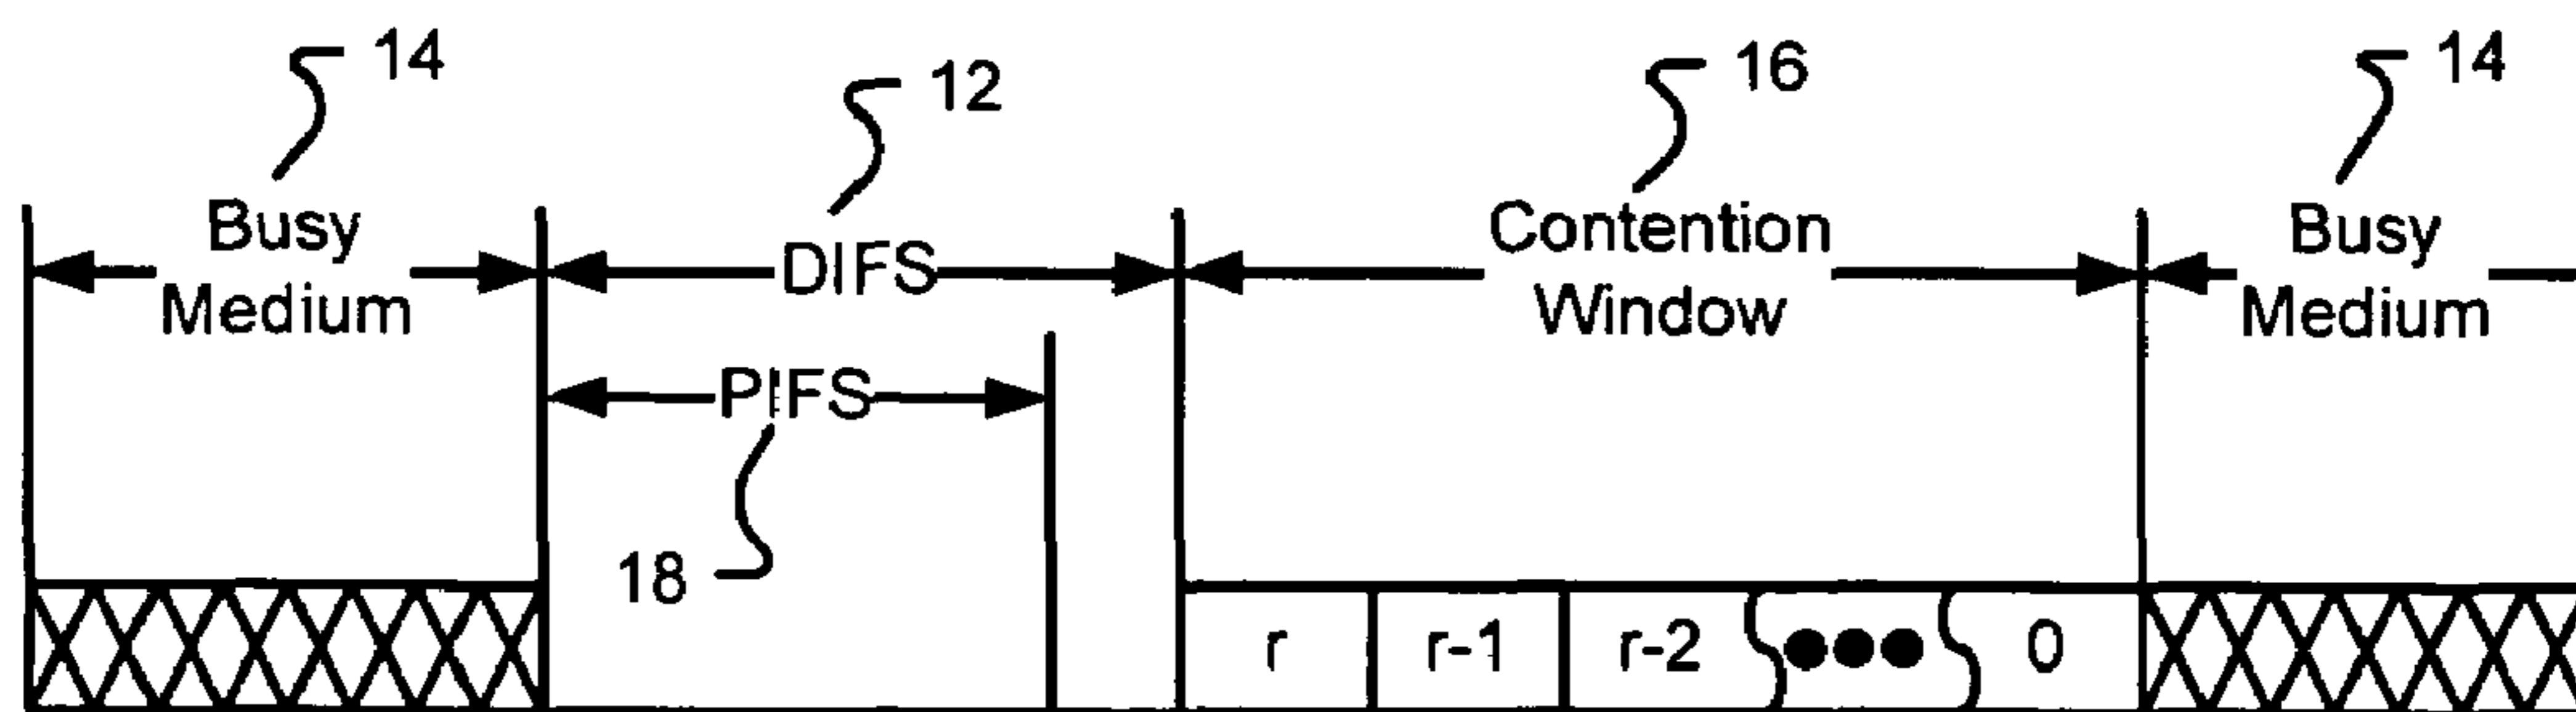 14
12
16
14
Busy
Medium
DIFS
Contention
Window
Busy
Medium
PIFS
18
r
r-1
r-2
0